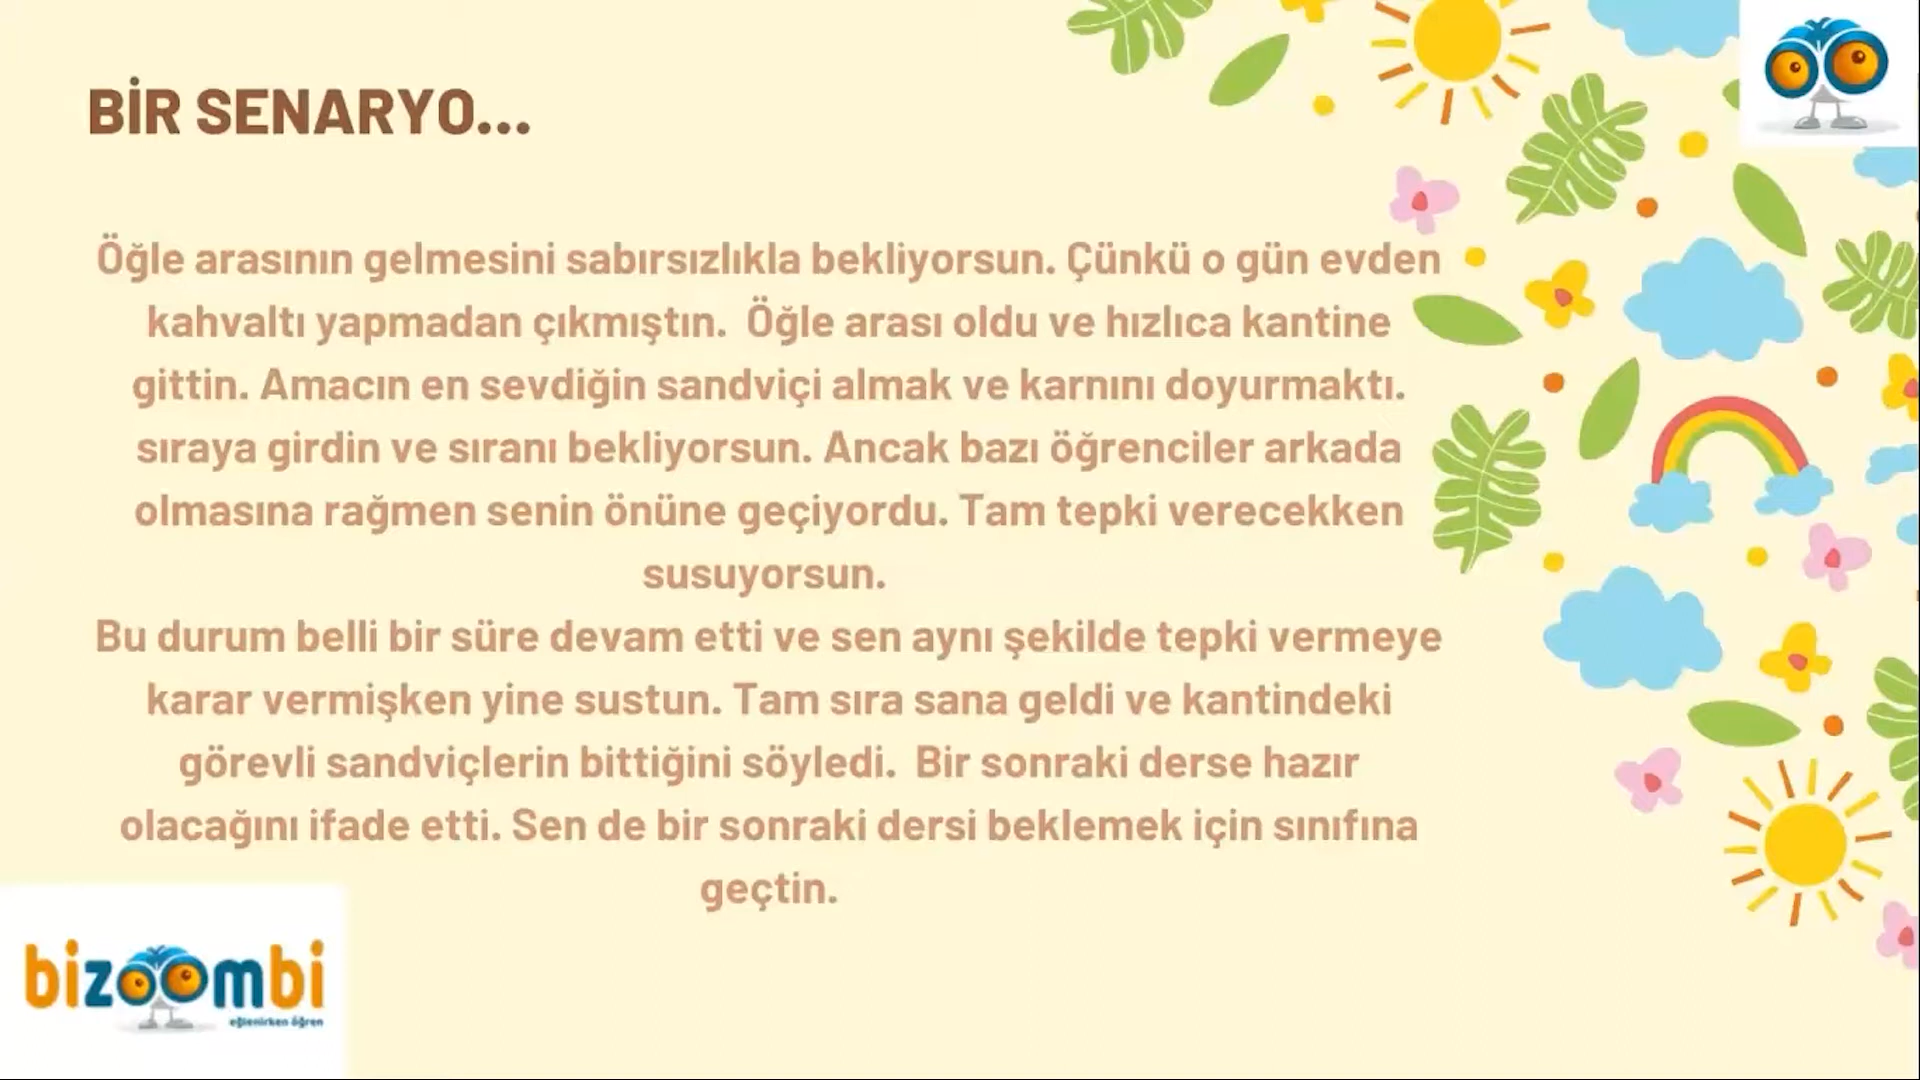 BİR SENARYO...
Öğle arasının gelmesini sabırsızlıkla bekliyorsun. Çünkü o gün evden
kahvaltı yapmadan çıkmıştın. Öğle arası oldu ve hızlıca kantine
gittin. Amacın en sevdiğin sandviçi almak ve karnını doyurmaktı.
sıraya girdin ve sıranı bekliyorsun. Ancak bazı öğrenciler arkada
olmasına rağmen senin önüne geçiyordu. Tam tepki verecekken
susuyorsun.
Bu durum belli bir süre devam etti ve sen aynı şekilde tepki vermeye
karar vermişken yine sustun. Tam sıra sana geldi ve kantindeki
görevli sandviçlerin bittiğini söyledi. Bir sonraki derse hazır
olacağını ifade etti. Sen de bir sonraki dersi beklemek için sınıfına
geçtin.
bizoombi
eğlenirken öğren